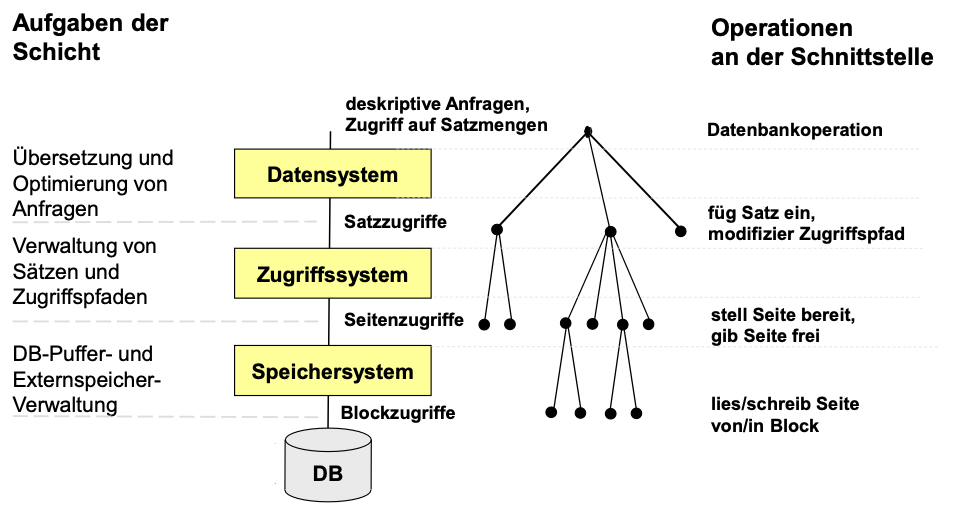 Aufgaben der
Schicht
Operationen
an der Schnittstelle
deskriptive Anfragen,
Zugriff auf Satzmengen
Datenbankoperation
Übersetzung und
Optimierung von
Anfragen
Datensystem
Satzzugriffe
füg Satz ein,
modifizier Zugriffspfad
Verwaltung von
Sätzen und
Zugriffspfaden
Zugriffssystem
Seitenzugriffe
stell Seite bereit,
gib Seite frei
DB-Puffer- und
Externspeicher-
Verwaltung
Speichersystem
Blockzugriffe
lies/schreib Seite
von/in Block
DB